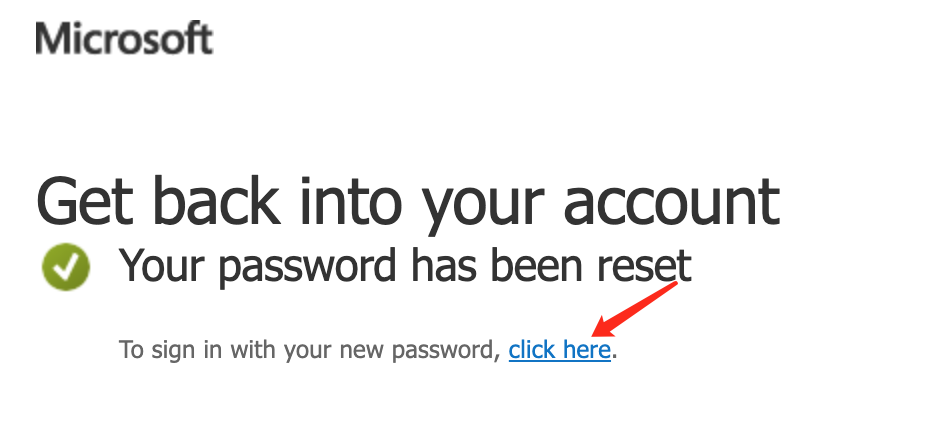 Microsoft
Get back into your account
Your password has been reset
To sign in with your new password, click here.